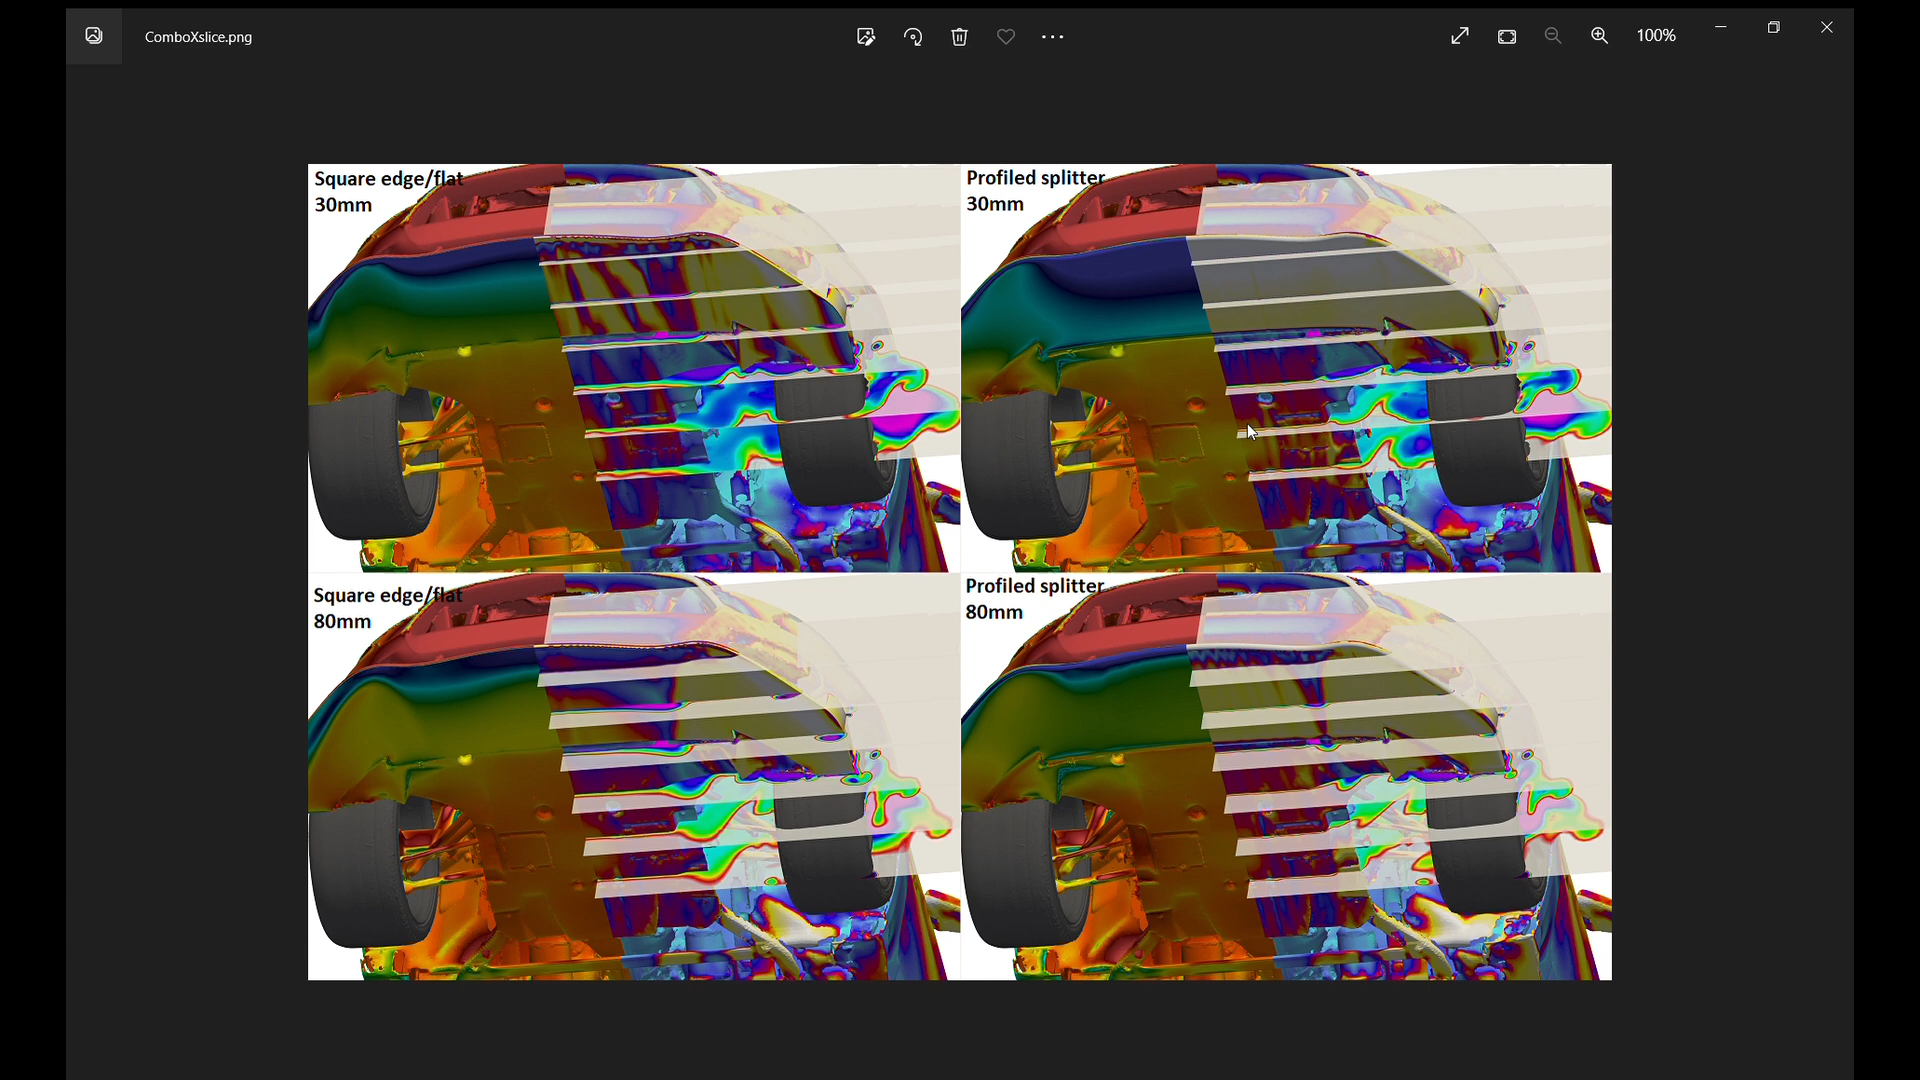 ComboXslice.png
100%
Square edge/flat
30mm
Profiled splitter
30mm
Square edge/flat
80mm
Profiled splitter
80mm